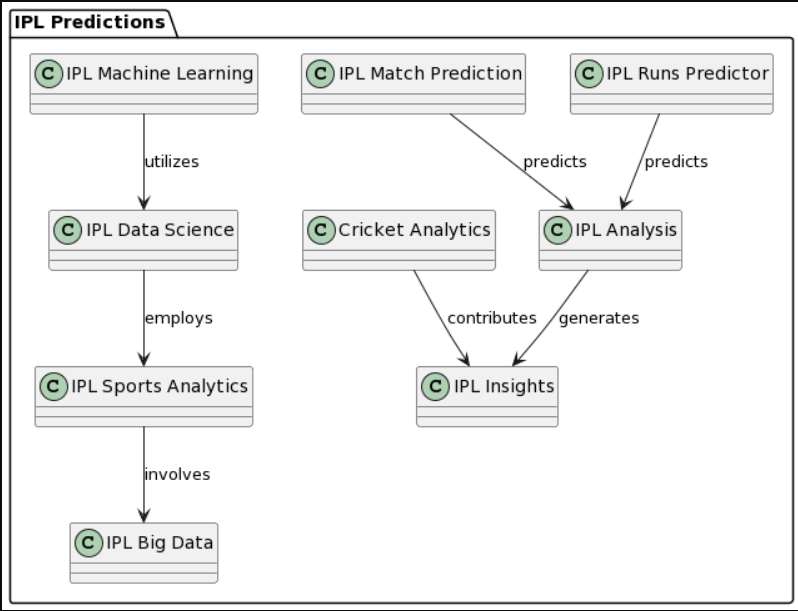 IPL Predictions
C IPL Machine Learning
C IPL Match Prediction
C IPL Runs Predictor
utilizes
predicts
predicts
C IPL Data Science
C Cricket Analytics
C IPL Analysis
employs
contributes
generates
C IPL Sports Analytics
C IPL Insights
involves
C IPL Big Data